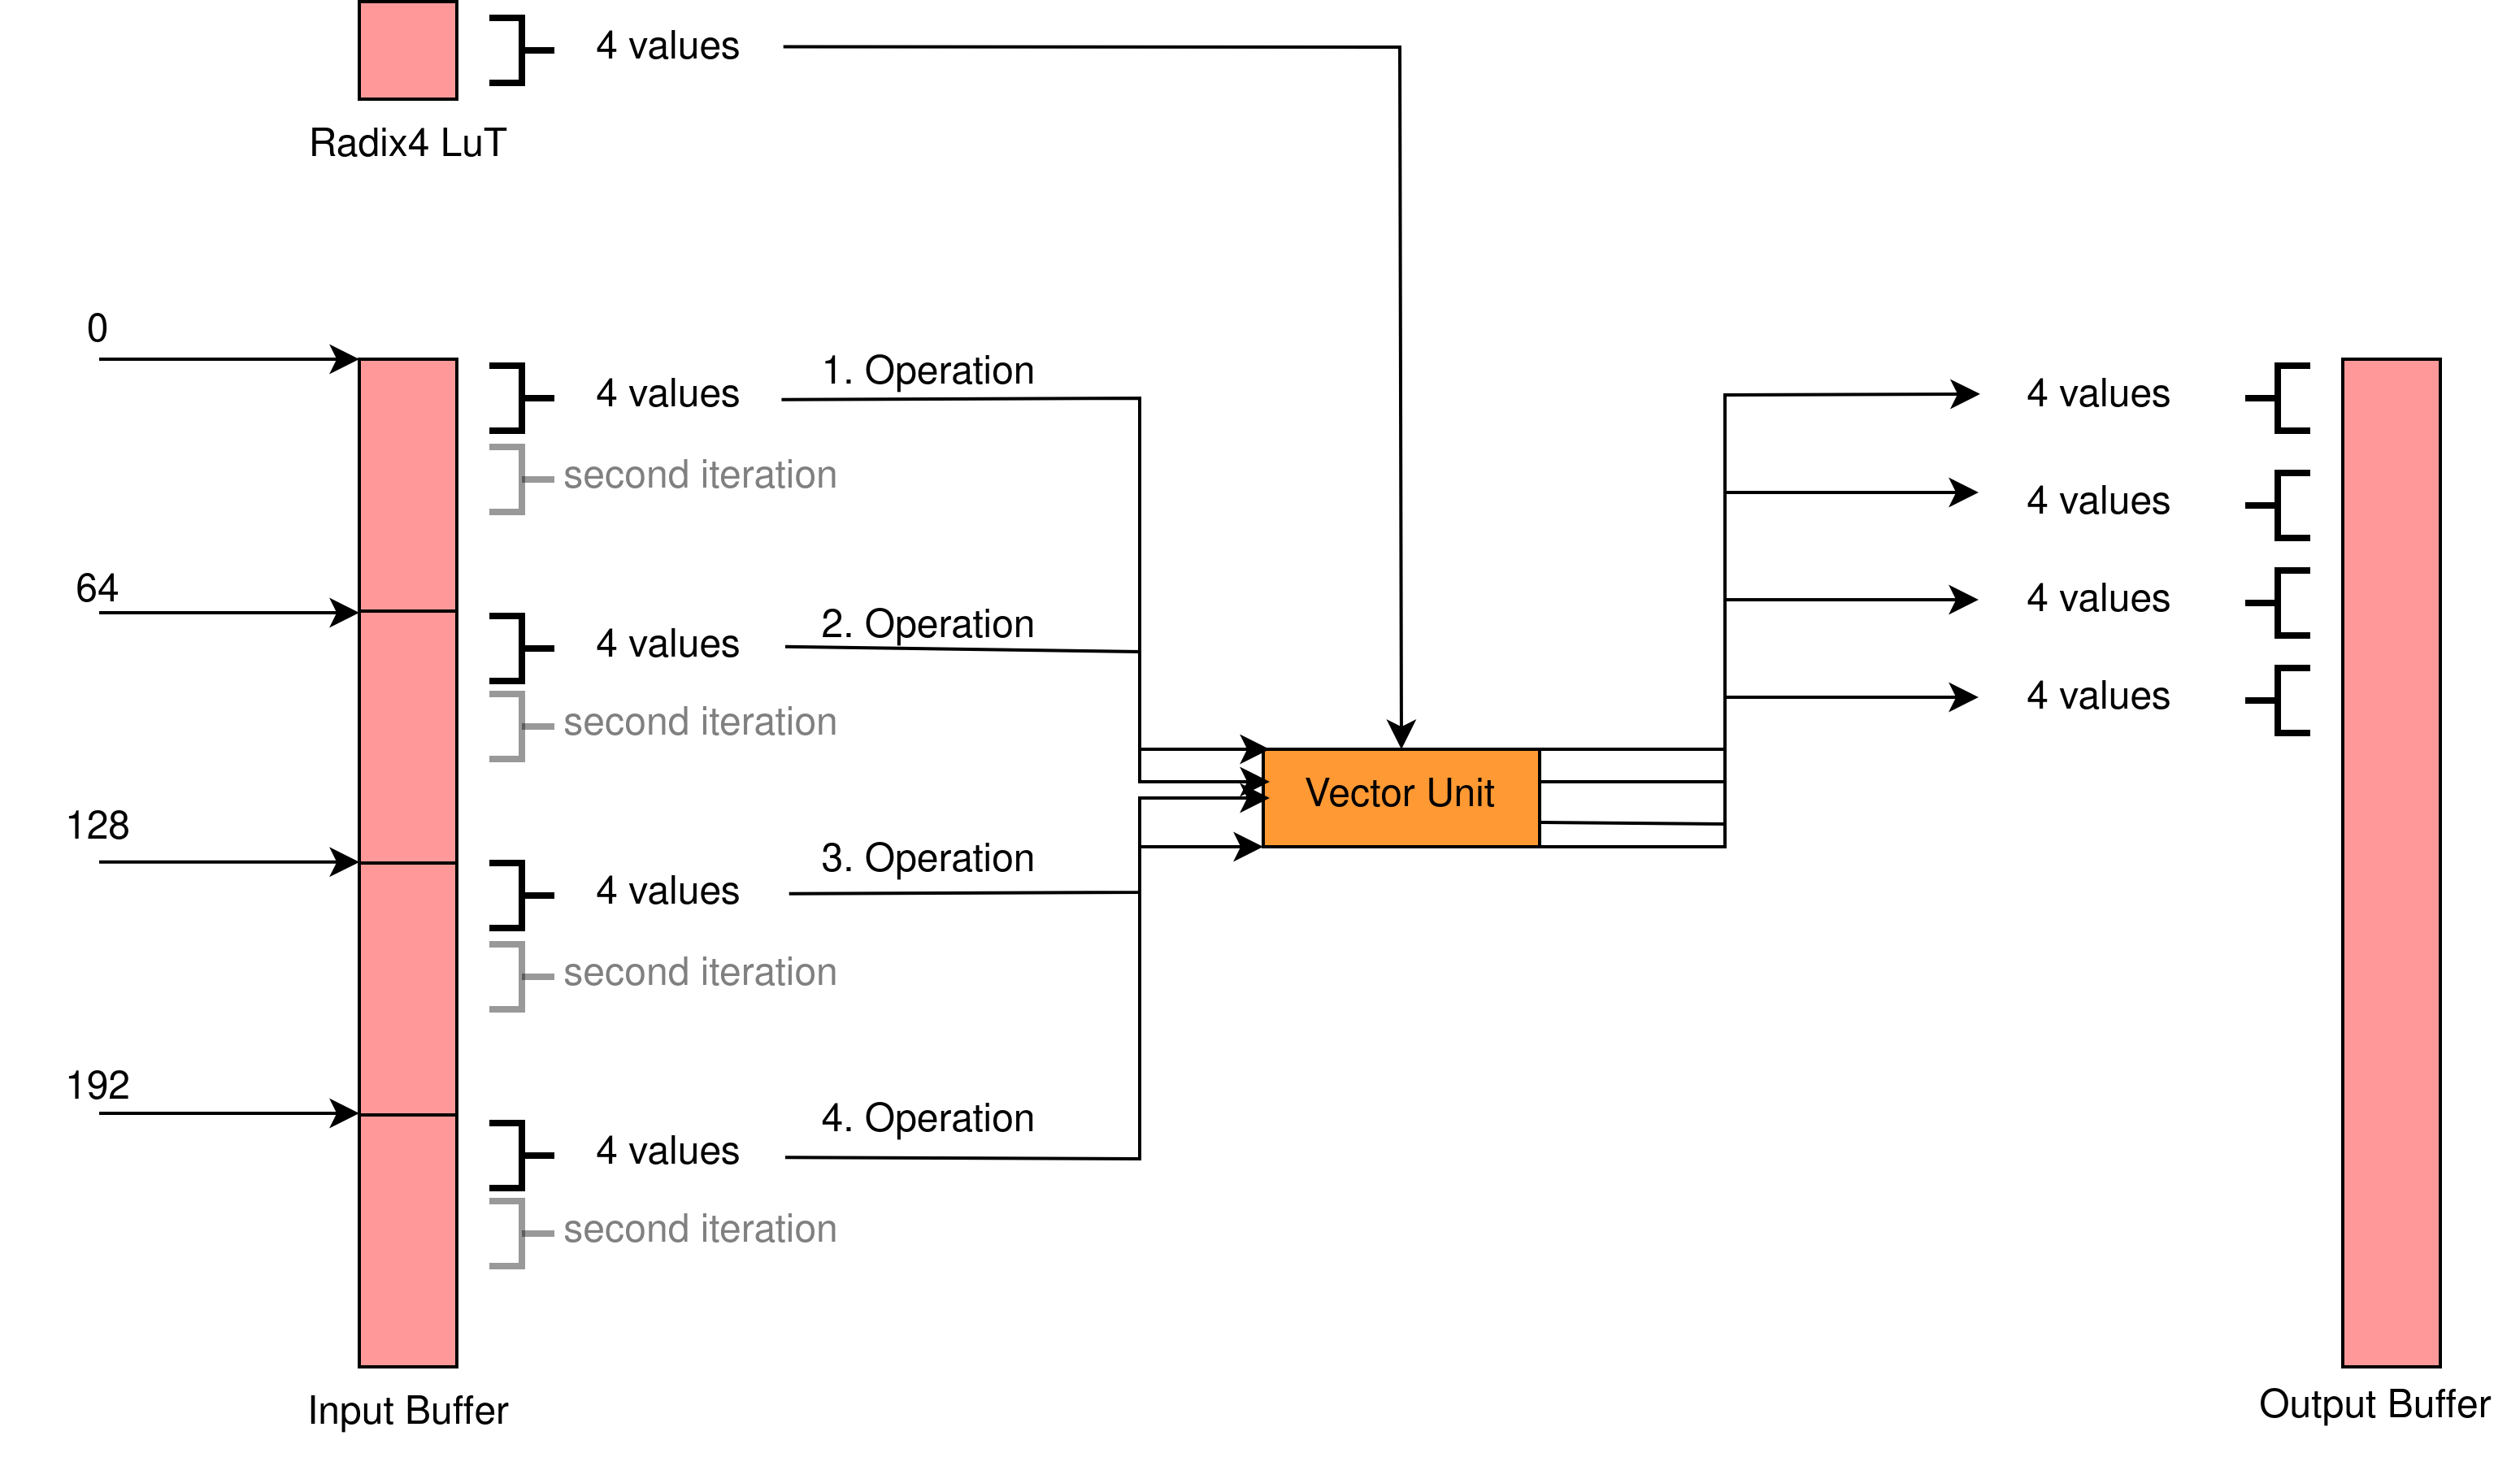 4 values
Radix4 LuT
0
4 values
1. Operation
second iteration
64
4 values
2. Operation
second iteration
128
4 values
3. Operation
second iteration
192
4 values
4. Operation
second iteration
Input Buffer
Vector Unit
4 values
4 values
4 values
4 values
Output Buffer